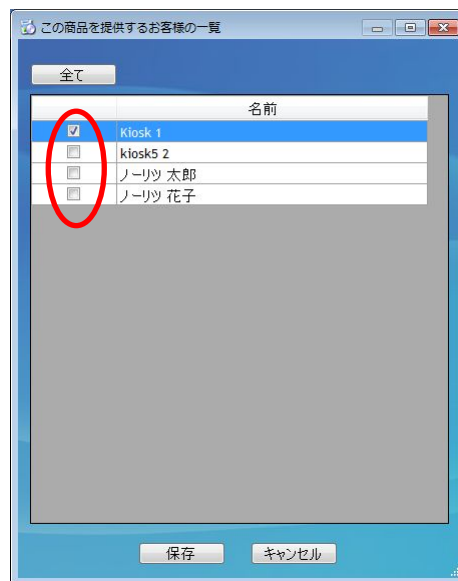 この商品を提供するお客様の一覧
全て
名前
Kiosk 1
kiosk5 2
ノーリツ 太郎
ノーリツ 花子
保存 キャンセル